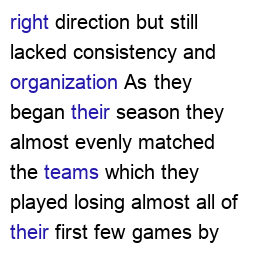 right direction but still
lacked consistency and
organization As they
began their season they
almost evenly matched
the teams which they
played losing almost all of
their first few games by